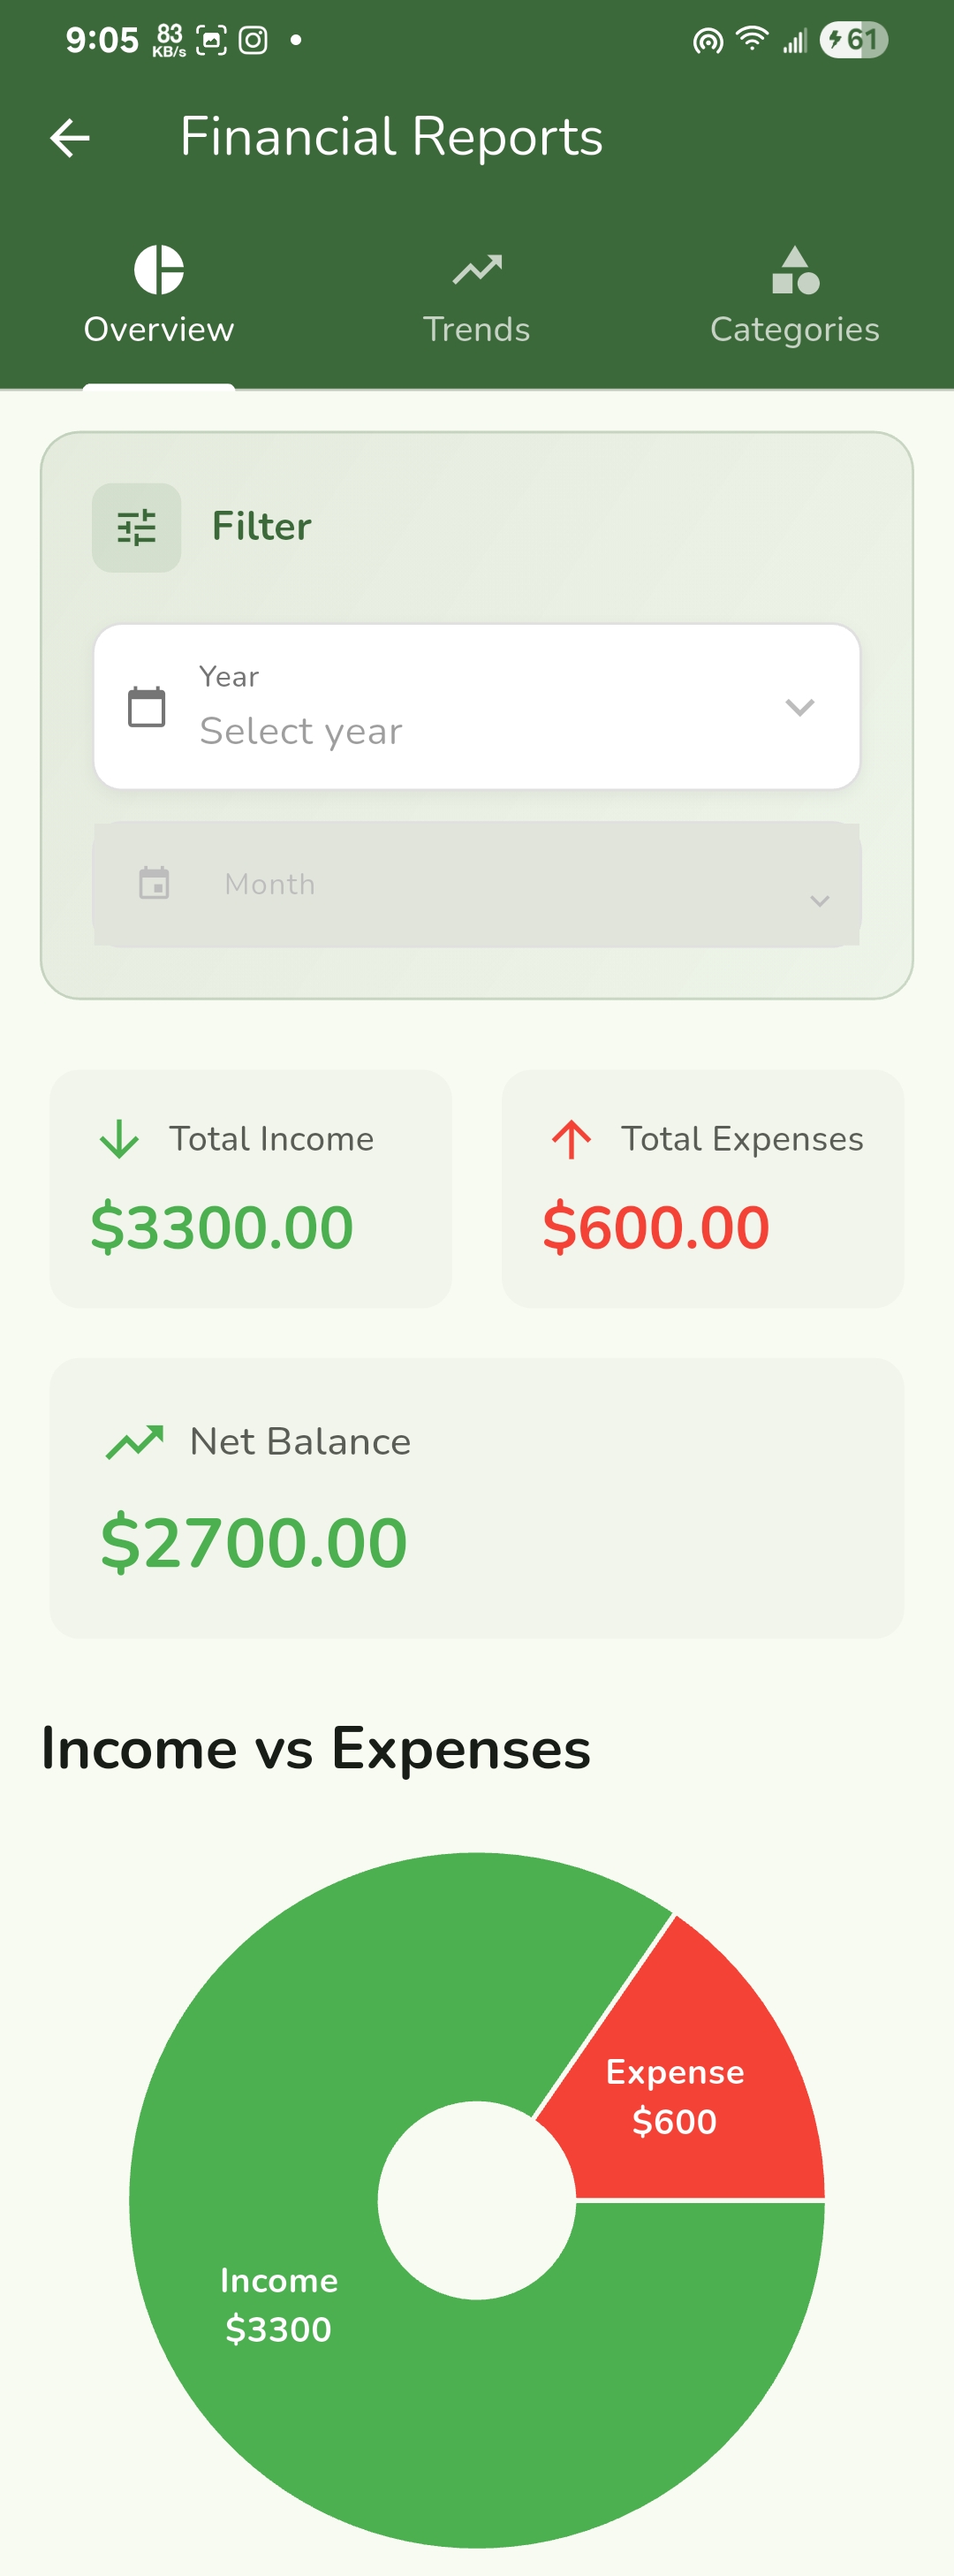 9:05 83 KB/s 61
Financial Reports
Overview Trends Categories
Filter
Year
Select year
Month
Total Income Total Expenses
$3300.00 $600.00
Net Balance
$2700.00
Income vs Expenses
Expense
$600
Income
$3300